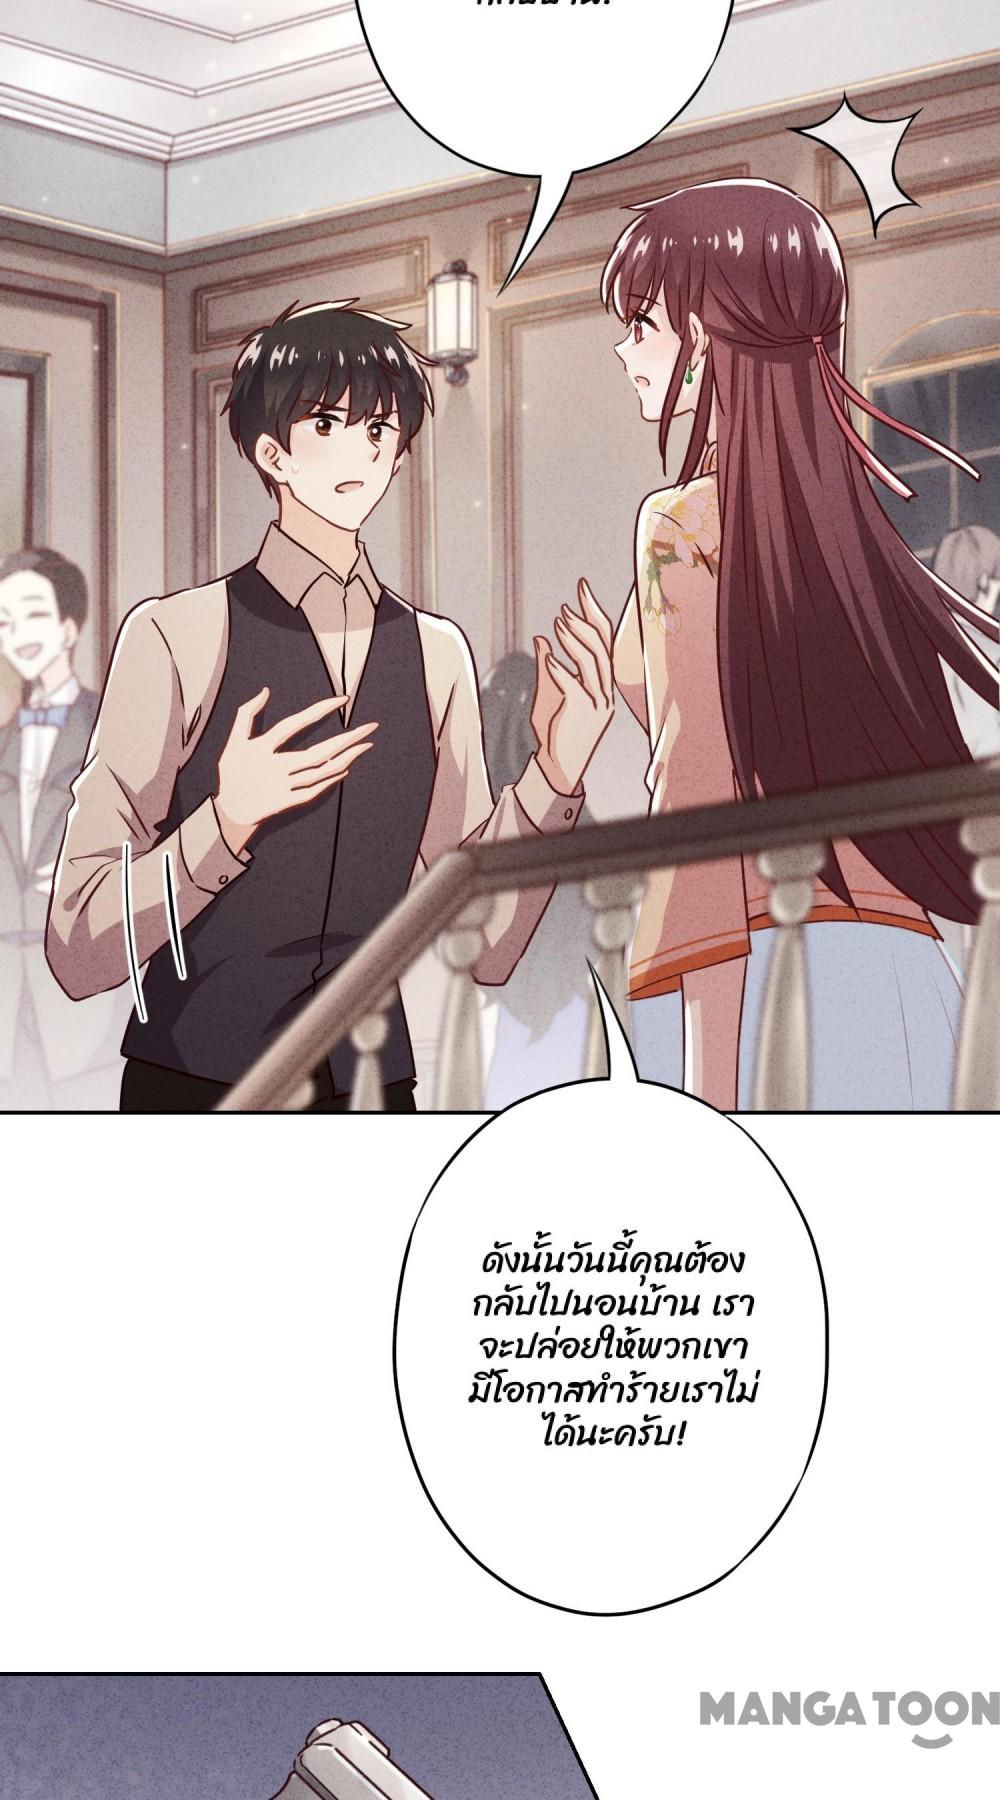 ดังนั้นวันนี้คุณต้อง
กลับไปนอนบ้าน เรา
จะปล่อยให้พวกเขา
มีโอกาสทำร้ายเราไม่
ได้นะครับ!
MANGATOON